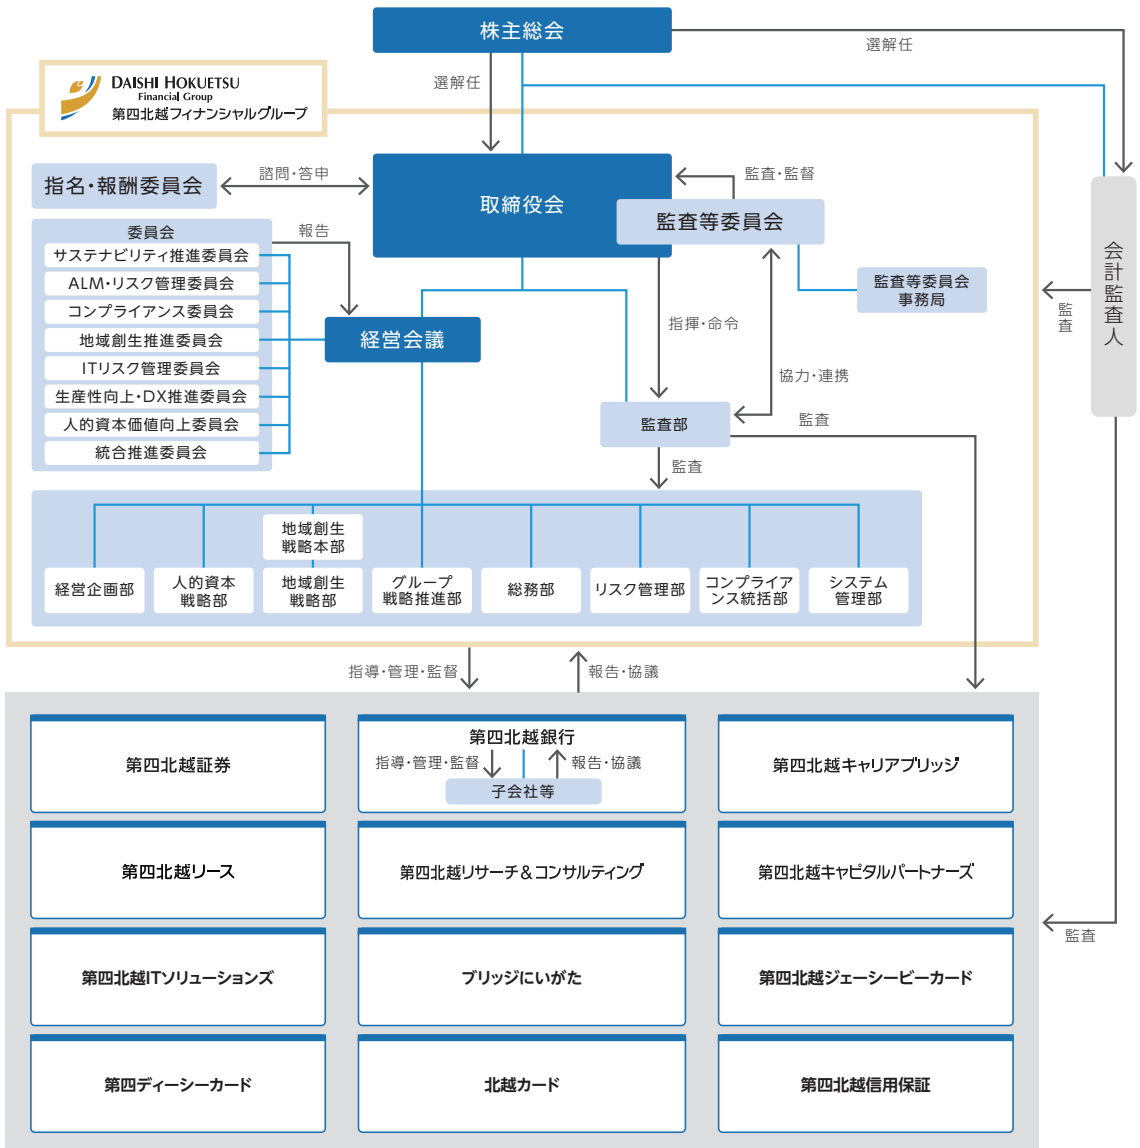 株主総会
選解任
選解任
DAISHI HOKUETSU
Financial Group
第四北越フィナンシャルグループ
指名・報酬委員会
諮問・答申
取締役会
監査・監督
監査等委員会
監査等委員会
事務局
会計監査人
監査
委員会
サステナビリティ推進委員会
ALM・リスク管理委員会
コンプライアンス委員会
地域創生推進委員会
ITリスク管理委員会
生産性向上・DX推進委員会
人的資本価値向上委員会
統合推進委員会
報告
経営会議
指揮・命令
協力・連携
監査部
監査
監査
地域創生
戦略本部
経営企画部
人的資本
戦略部
地域創生
戦略部
グループ
戦略推進部
総務部
リスク管理部
コンプライア
ンス統括部
システム
管理部
指導・管理・監督
報告・協議
第四北越証券
第四北越銀行
指導・管理・監督
報告・協議
子会社等
第四北越キャリアブリッジ
第四北越リース
第四北越リサーチ&コンサルティング
第四北越キャピタルパートナーズ
監査
第四北越ITソリューションズ
ブリッジにいがた
第四北越ジェーシービーカード
第四ディーシーカード
北越カード
第四北越信用保証